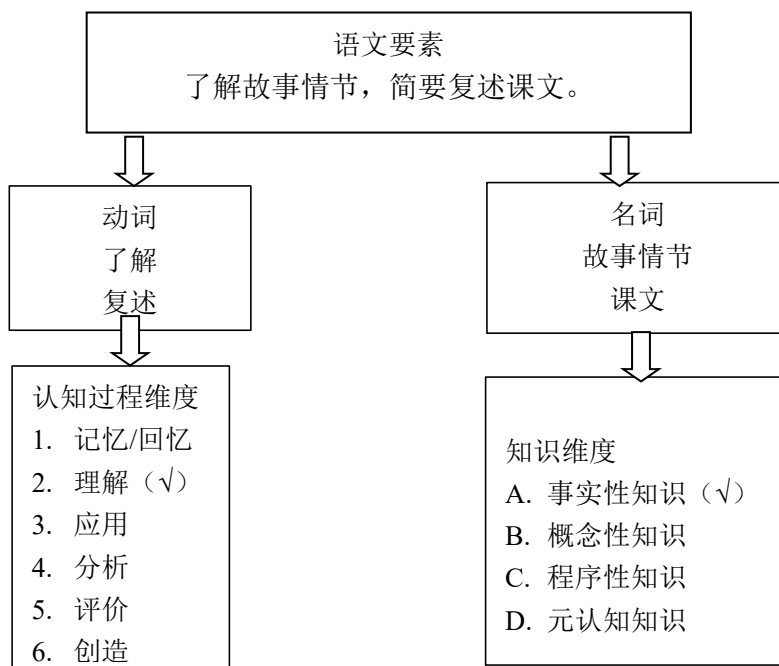 语文要素
了解故事情节，简要复述课文。
动词
了解
复述
名词
故事情节
课文
认知过程维度
1. 记忆/回忆
2. 理解（√）
3. 应用
4. 分析
5. 评价
6. 创造
知识维度
A. 事实性知识（√）
B. 概念性知识
C. 程序性知识
D. 元认知知识